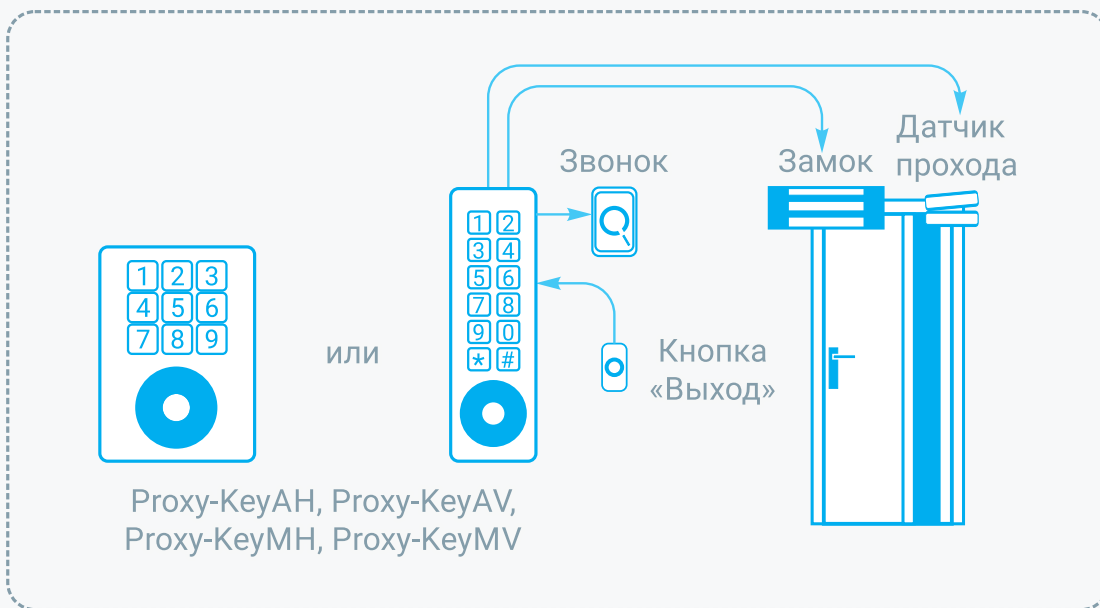 Датчик
прохода
Звонок
Замок
1 2
3 4
5 6
7 8
9 0
* #
1 2 3
4 5 6
7 8 9
или
Кнопка
«Выход»
Proxy-KeyAH, Proxy-KeyAV,
Proxy-KeyMH, Proxy-KeyMV